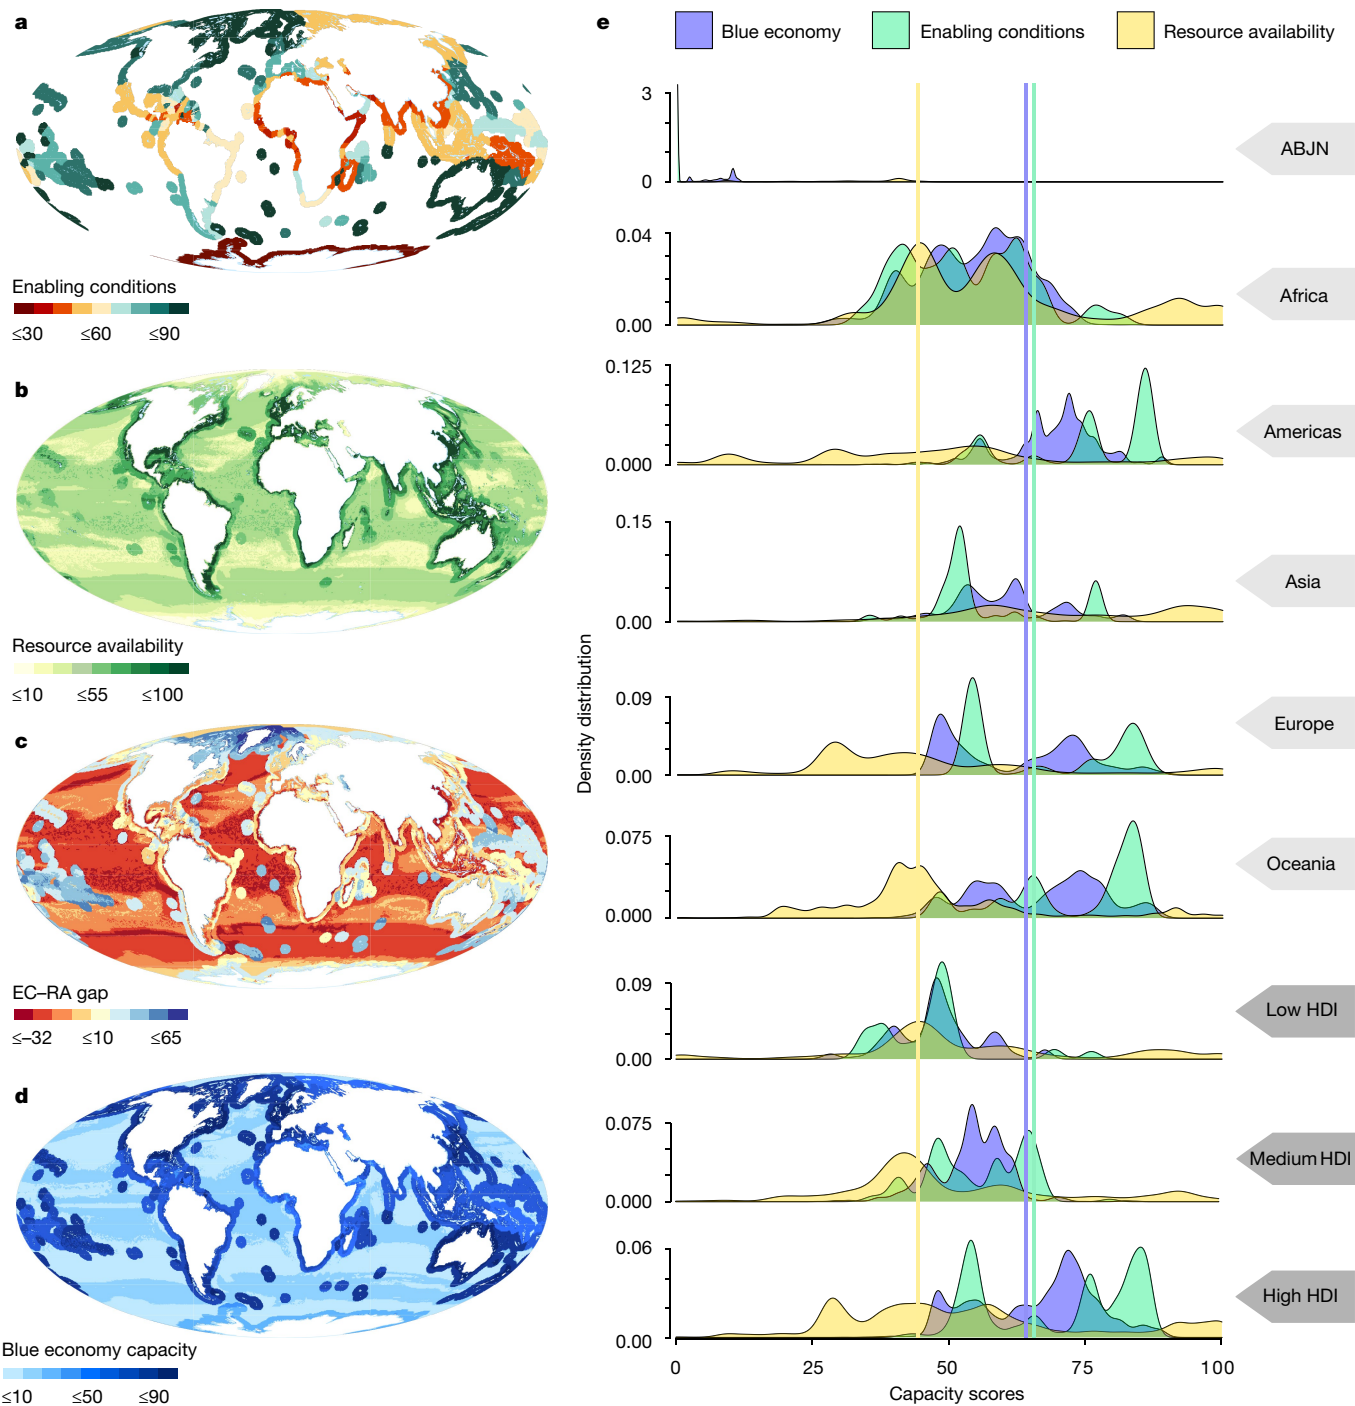 a
Enabling conditions
≤30 ≤60 ≤90
b
Resource availability
≤10 ≤55 ≤100
c
EC–RA gap
≤–32 ≤10 ≤65
d
Blue economy capacity
≤10 ≤50 ≤90
e
Blue economy Enabling conditions Resource availability
Density distribution
3
0
ABJN
0.04
0.00
Africa
0.125
0.000
Americas
0.15
0.00
Asia
0.09
0.00
Europe
0.075
0.000
Oceania
0.09
0.00
Low HDI
0.075
0.000
Medium HDI
0.06
0.00
High HDI
0 25 50 75 100
Capacity scores